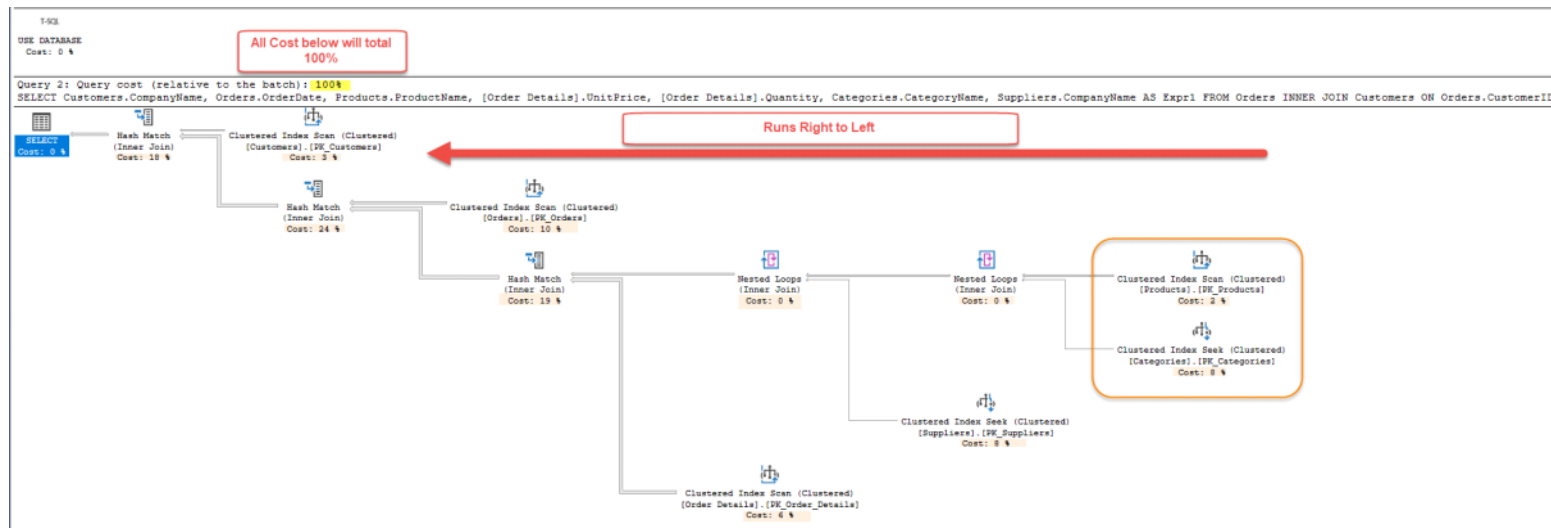 T-SQL
USE DATABASE
Cost: 0 %
All Cost below will total
100%
Query 2: Query cost (relative to the batch): 100%
SELECT Customers.CompanyName, Orders.OrderDate, Products.ProductName, [Order Details].UnitPrice, [Order Details].Quantity, Categories.CategoryName, Suppliers.CompanyName AS Expr1 FROM Orders INNER JOIN Customers ON Orders.CustomerID
SELECT
Cost: 0 %
Hash Match
(Inner Join)
Cost: 18 %
Clustered Index Scan (Clustered)
[Customers].[PK_Customers]
Cost: 3 %
Runs Right to Left
Hash Match
(Inner Join)
Cost: 24 %
Clustered Index Scan (Clustered)
[Orders].[PK_Orders]
Cost: 10 %
Hash Match
(Inner Join)
Cost: 19 %
Nested Loops
(Inner Join)
Cost: 0 %
Nested Loops
(Inner Join)
Cost: 0 %
Clustered Index Scan (Clustered)
[Products].[PK_Products]
Cost: 2 %
Clustered Index Seek (Clustered)
[Categories].[PK_Categories]
Cost: 8 %
Clustered Index Seek (Clustered)
[Suppliers].[PK_Suppliers]
Cost: 8 %
Clustered Index Scan (Clustered)
[Order Details].[PK_Order_Details]
Cost: 6 %